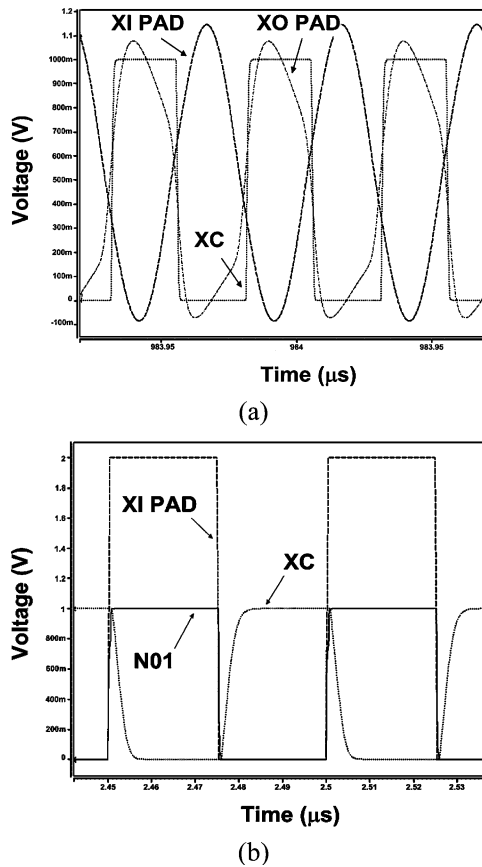 1.2
1.1
1000m
900m
800m
700m
600m
500m
400m
300m
200m
100m
0
-100m
Voltage (V)
XI PAD
XO PAD
XC
983.95
984
983.95
Time (µs)
(a)
2
1.8
1.6
1.4
1.2
1
800m
600m
400m
200m
0
Voltage (V)
XI PAD
XC
N01
2.45
2.46
2.47
2.48
2.49
2.5
2.51
2.52
2.53
Time (µs)
(b)